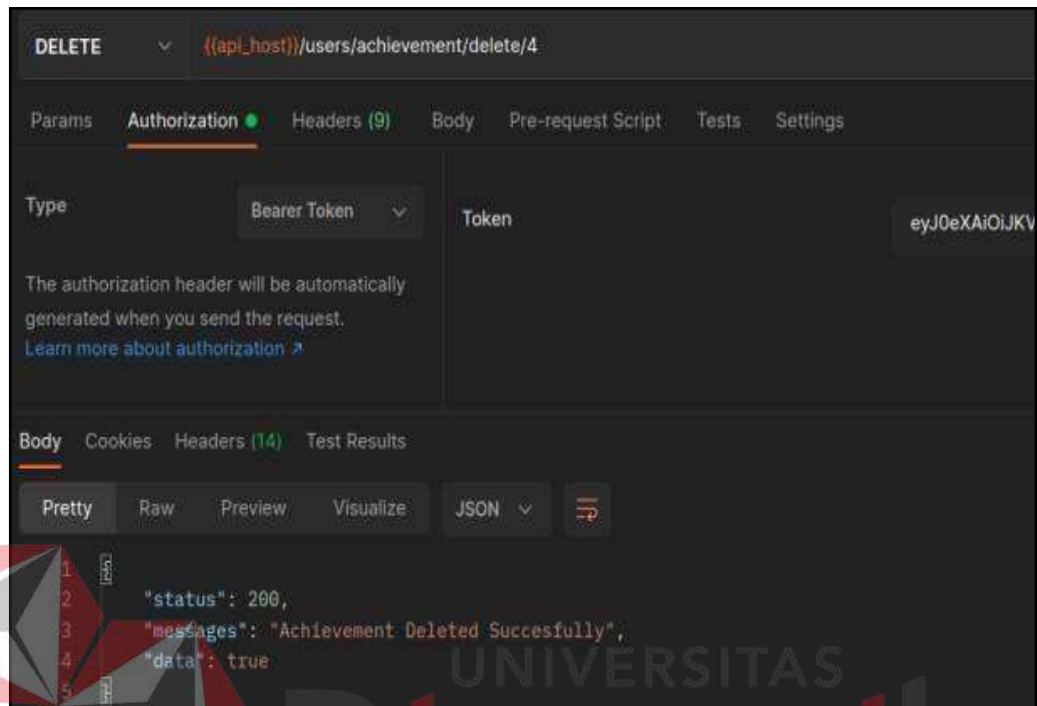 DELETE {{api_host}}/users/achievement/delete/4
Params Authorization Headers (9) Body Pre-request Script Tests Settings
Type Bearer Token Token eyJ0eXAiOiJKV
The authorization header will be automatically
generated when you send the request.
Learn more about authorization ↗
Body Cookies Headers (14) Test Results
Pretty Raw Preview Visualize JSON
1 {
2 "status": 200,
3 "messages": "Achievement Deleted Succesfully",
4 "data": true
5 }
UNIVERSITAS